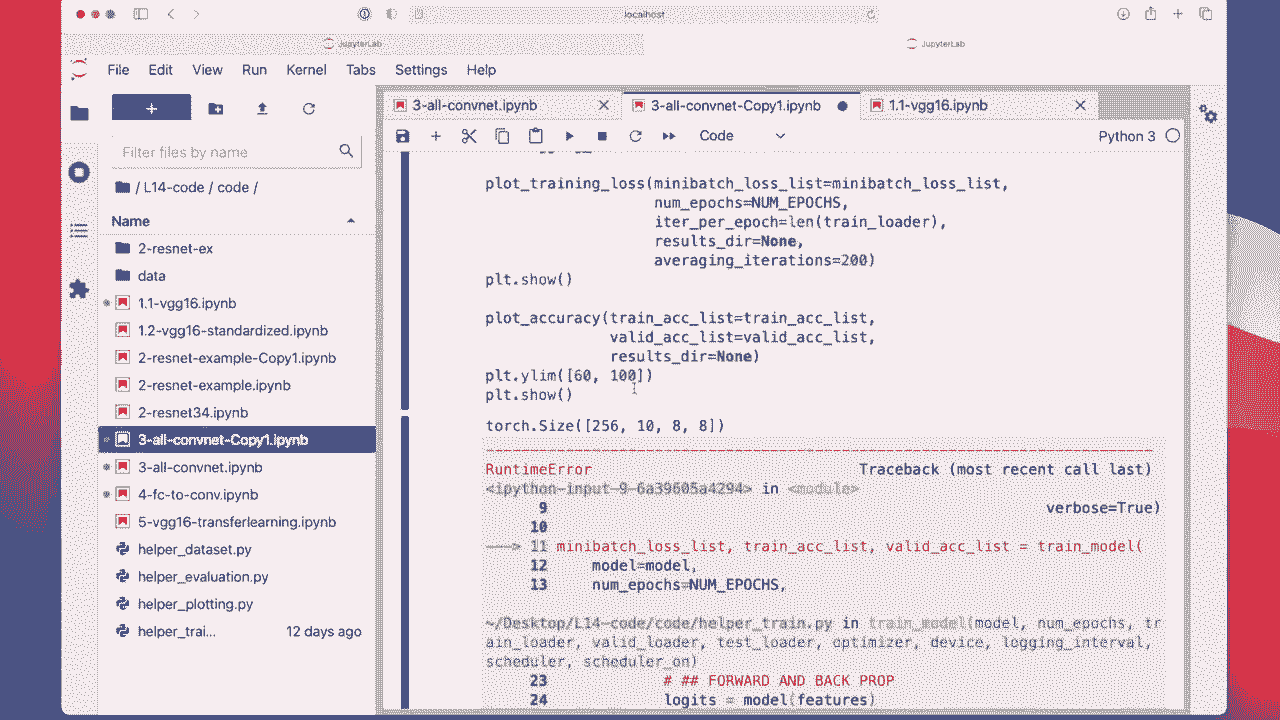 localhost
JupyterLab
JupyterLab
File Edit View Run Kernel Tabs Settings Help
3-all-convnet.ipynb
3-all-convnet-Copy1.ipynb
1.1-vgg16.ipynb
Code
Python 3
Filter files by name
/ L14-code / code /
Name
2-resnet-ex
data
1.1-vgg16.ipynb
1.2-vgg16-standardized.ipynb
2-resnet-example-Copy1.ipynb
2-resnet-example.ipynb
2-resnet34.ipynb
3-all-convnet-Copy1.ipynb
3-all-convnet.ipynb
4-fc-to-conv.ipynb
5-vgg16-transferlearning.ipynb
helper_dataset.py
helper_evaluation.py
helper_plotting.py
helper_trai... 12 days ago
plot_training_loss(minibatch_loss_list=minibatch_loss_list,
num_epochs=NUM_EPOCHS,
iter_per_epoch=len(train_loader),
results_dir=None,
averaging_iterations=200)
plt.show()
plot_accuracy(train_acc_list=train_acc_list,
valid_acc_list=valid_acc_list,
results_dir=None)
plt.ylim([60, 100])
plt.show()
torch.Size([256, 10, 8, 8])
RuntimeError Traceback (most recent call last)
in <module>
9 verbose=True)
10
---> 11 minibatch_loss_list, train_acc_list, valid_acc_list = train_model(
12 model=model,
13 num_epochs=NUM_EPOCHS,
~/Desktop/L14-code/code/helper_train.py in train_model(model, num_epochs, tr
ain_loader, valid_loader, test_loader, optimizer, device, logging_interval,
scheduler, scheduler_on)
23 # ## FORWARD AND BACK PROP
24 logits = model(features)